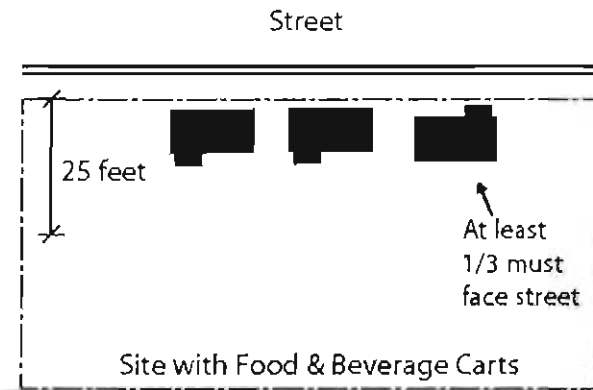 Street
25 feet
At least
1/3 must
face street
Site with Food & Beverage Carts